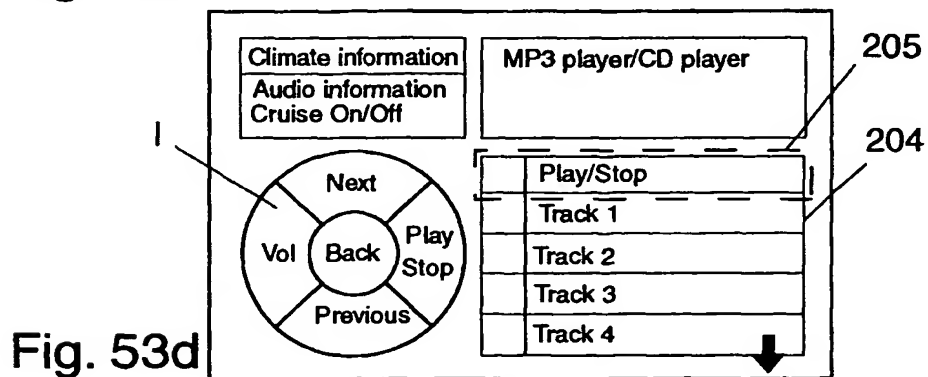 Climate information
Audio information
Cruise On/Off
MP3 player/CD player
205
204
I
Next
Vol
Back
Play
Stop
Previous
Play/Stop
Track 1
Track 2
Track 3
Track 4
Fig. 53d